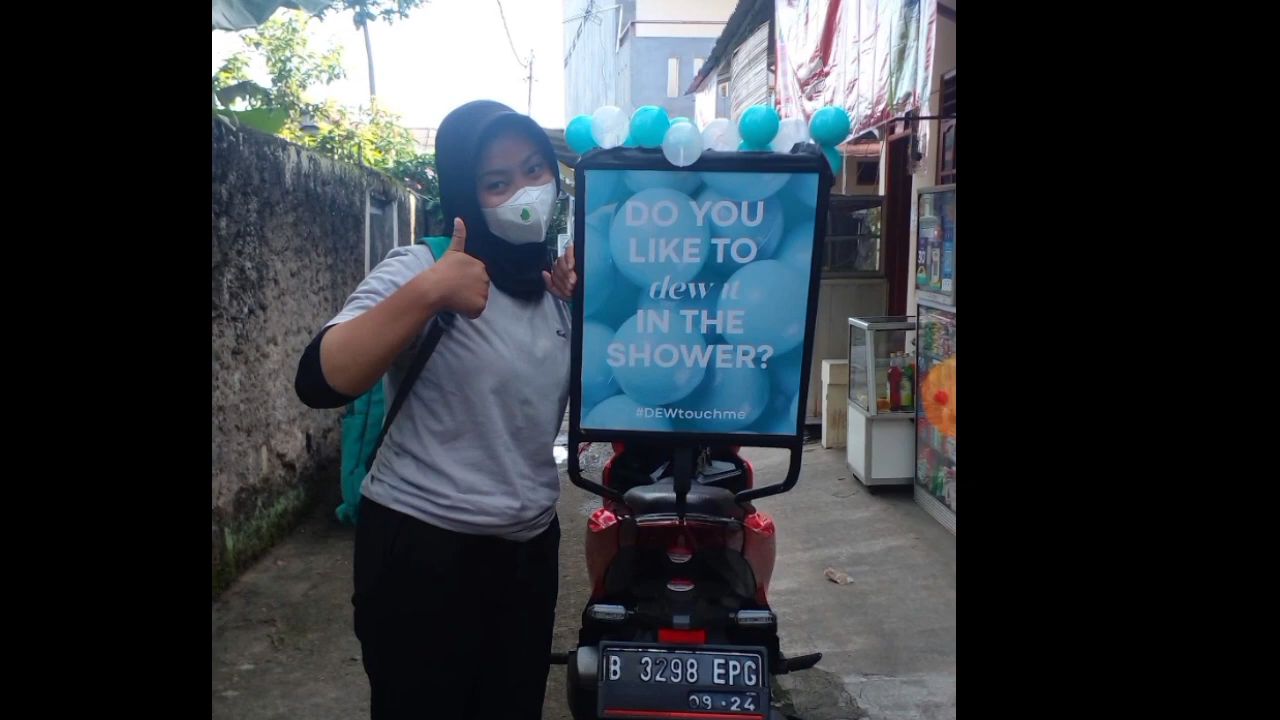 DO YOU
LIKE TO
dew it
IN THE
SHOWER?
#DEWtouchme
B 3298 EPG
09·24